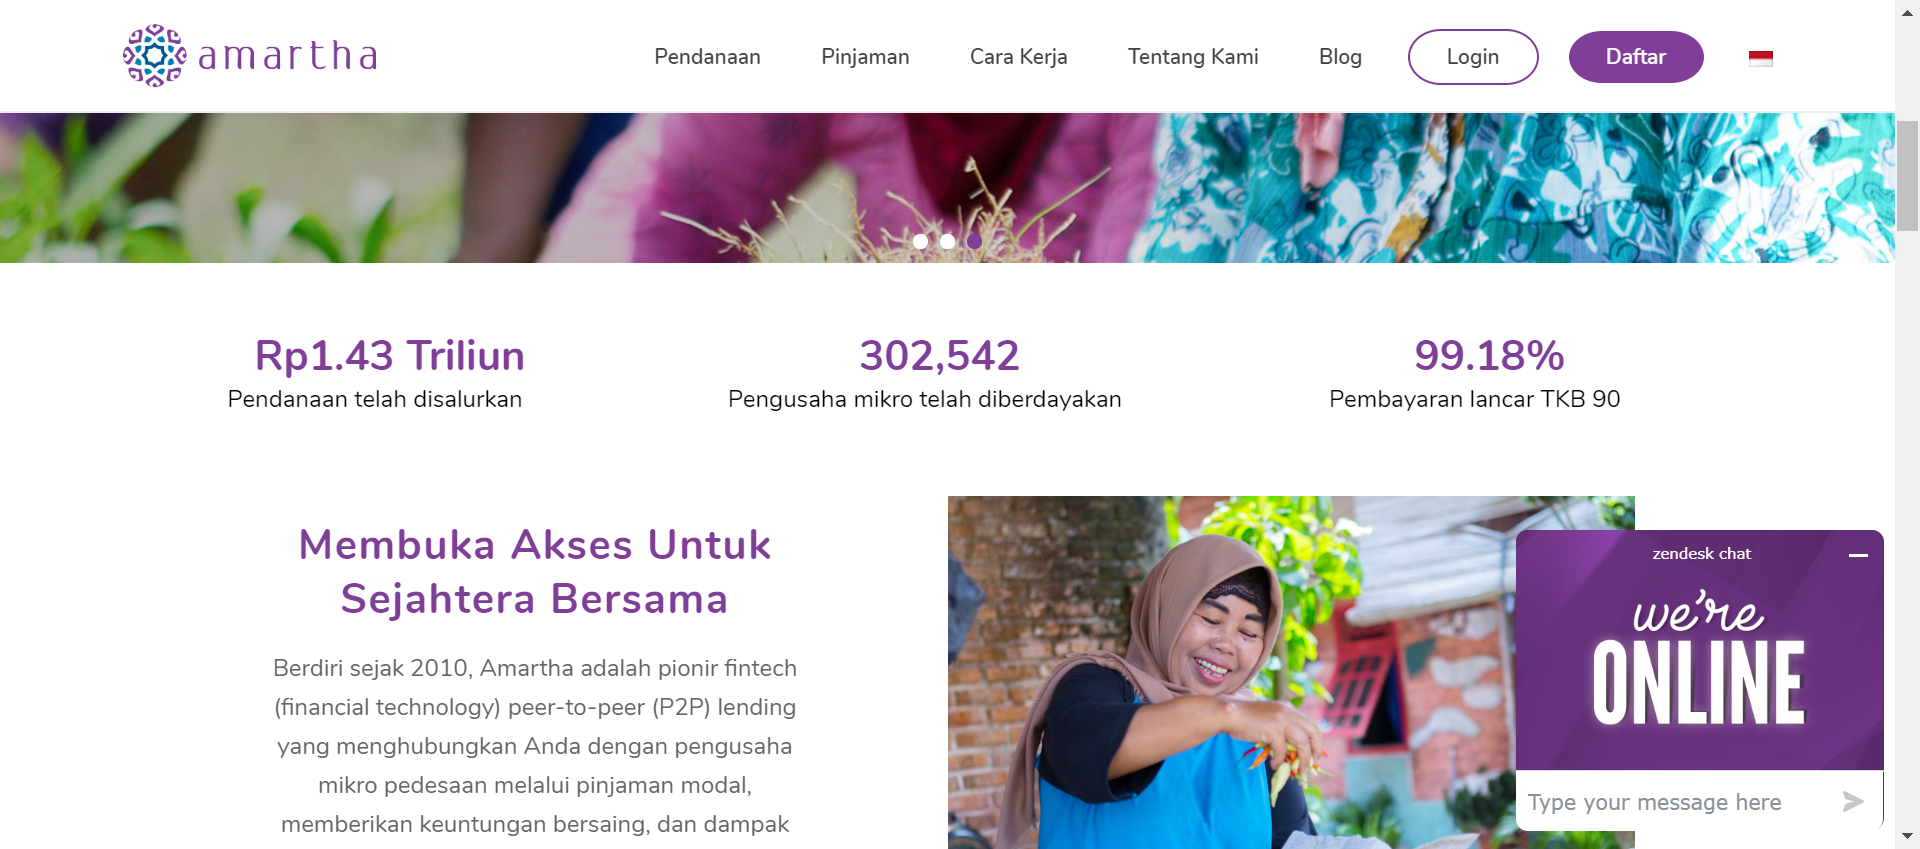 amartha
Pendanaan Pinjaman Cara Kerja Tentang Kami Blog Login Daftar
Rp1.43 Triliun
Pendanaan telah disalurkan
302,542
Pengusaha mikro telah diberdayakan
99.18%
Pembayaran lancar TKB 90
Membuka Akses Untuk
Sejahtera Bersama
Berdiri sejak 2010, Amartha adalah pionir fintech
(financial technology) peer-to-peer (P2P) lending
yang menghubungkan Anda dengan pengusaha
mikro pedesaan melalui pinjaman modal,
memberikan keuntungan bersaing, dan dampak
zendesk chat
we're
ONLINE
Type your message here